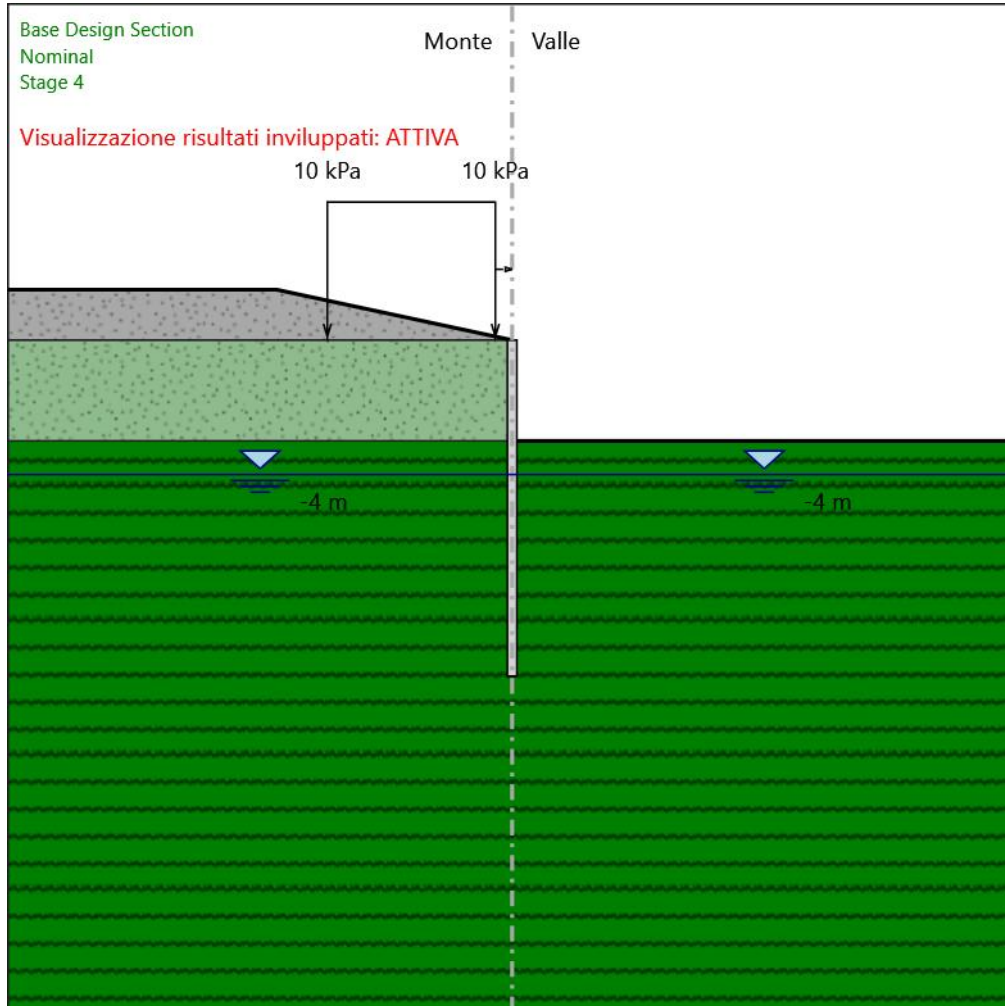 Base Design Section
Nominal
Stage 4
Monte
Valle
Visualizzazione risultati inviluppati: ATTIVA
10 kPa
10 kPa
-4 m
-4 m